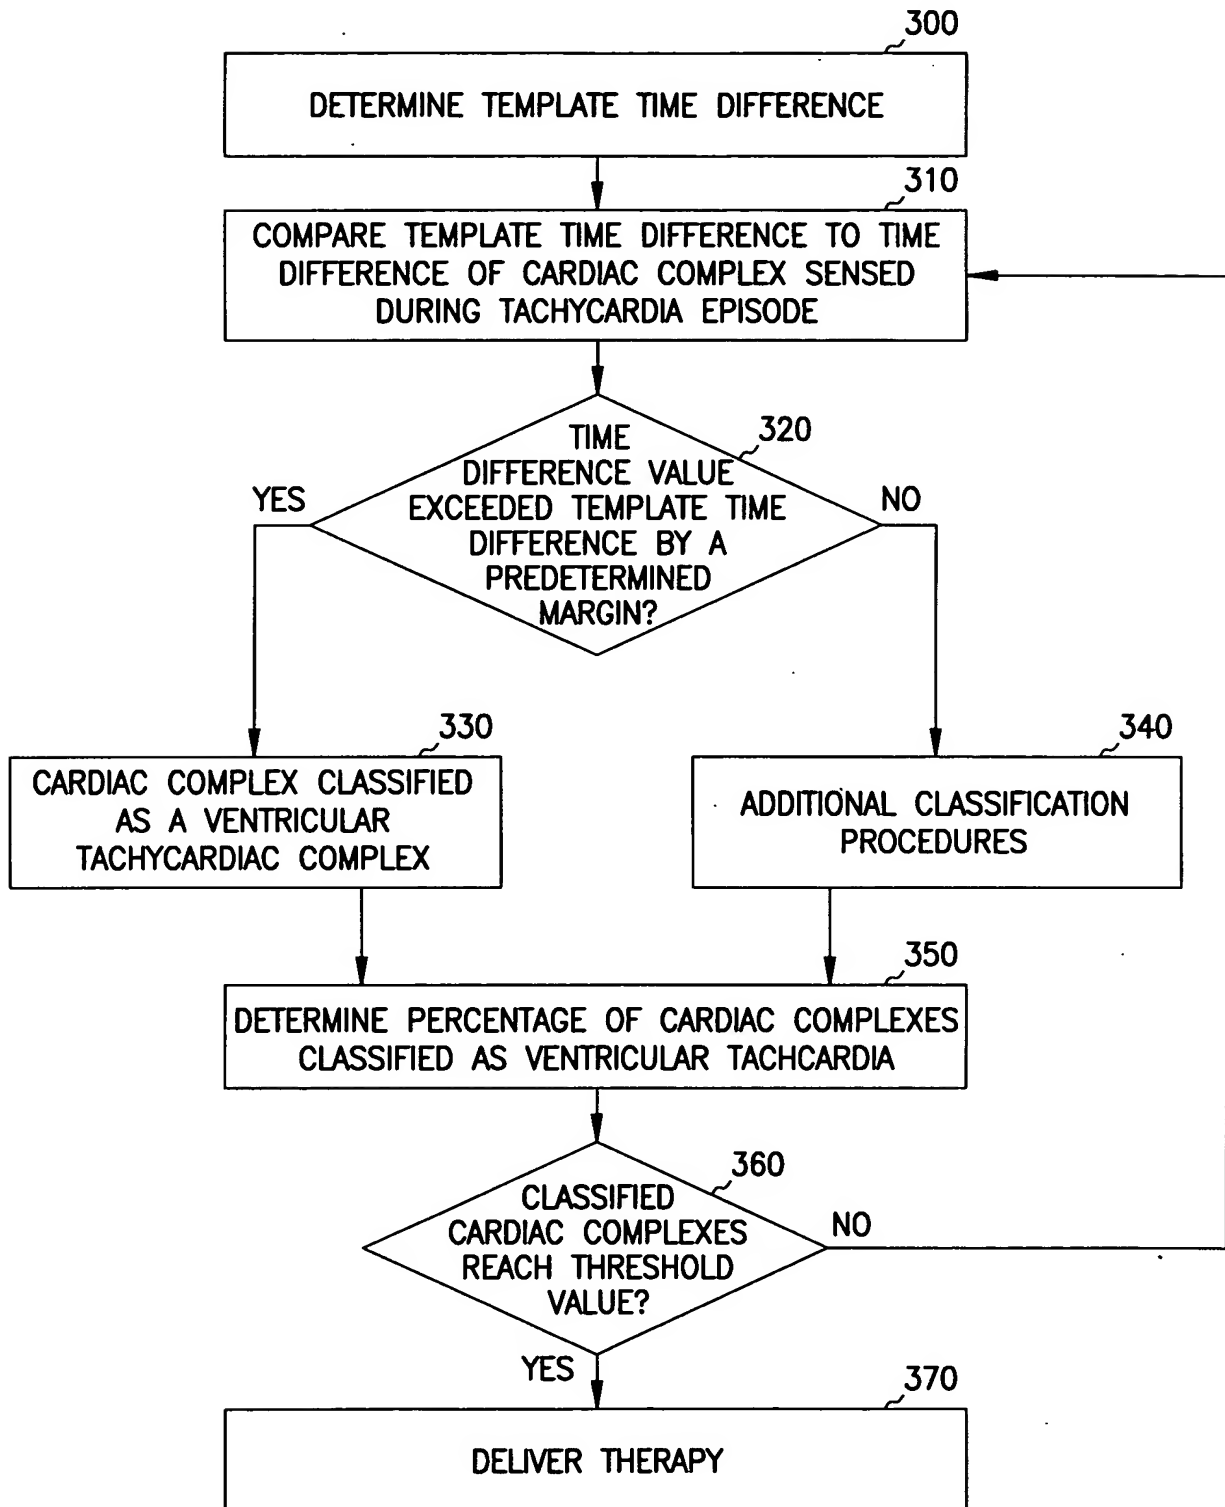 300
DETERMINE TEMPLATE TIME DIFFERENCE
310
COMPARE TEMPLATE TIME DIFFERENCE TO TIME
DIFFERENCE OF CARDIAC COMPLEX SENSED
DURING TACHYCARDIA EPISODE
320
TIME
DIFFERENCE VALUE
EXCEEDED TEMPLATE TIME
DIFFERENCE BY A
PREDETERMINED
MARGIN?
YES
NO
330
CARDIAC COMPLEX CLASSIFIED
AS A VENTRICULAR
TACHYCARDIAC COMPLEX
340
ADDITIONAL CLASSIFICATION
PROCEDURES
350
DETERMINE PERCENTAGE OF CARDIAC COMPLEXES
CLASSIFIED AS VENTRICULAR TACHCARDIA
360
CLASSIFIED
CARDIAC COMPLEXES
REACH THRESHOLD
VALUE?
NO
YES
370
DELIVER THERAPY